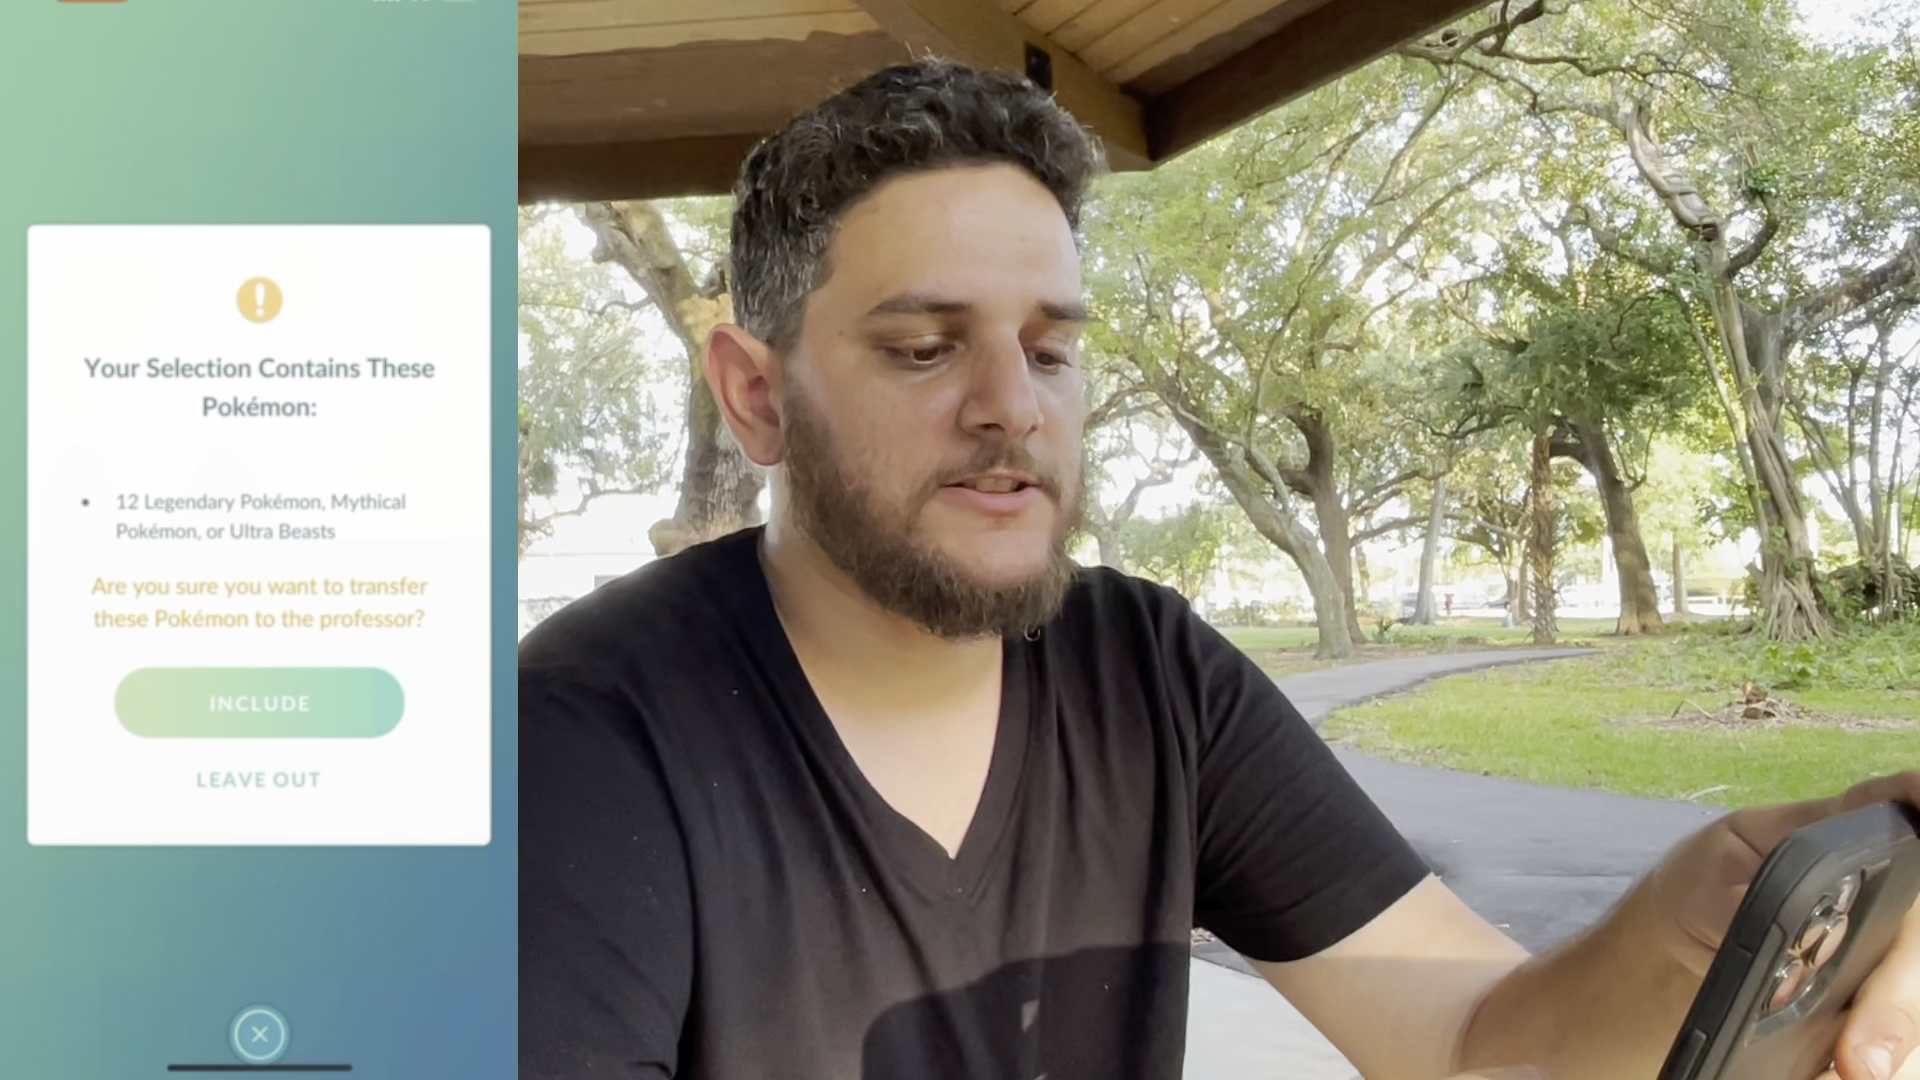 Your Selection Contains These
Pokémon:
• 12 Legendary Pokémon, Mythical
Pokémon, or Ultra Beasts
Are you sure you want to transfer
these Pokémon to the professor?
INCLUDE
LEAVE OUT